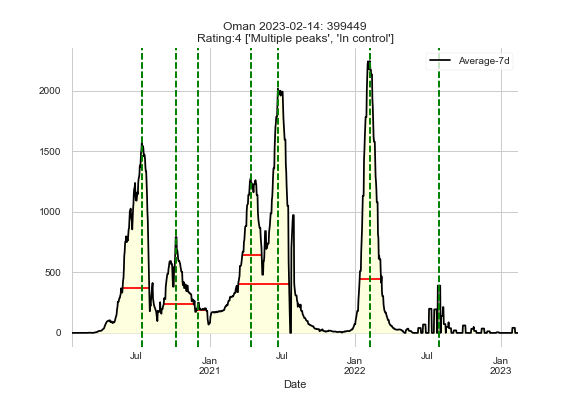 Oman 2023-02-14: 399449
Rating:4 ['Multiple peaks', 'In control']
Average-7d
2000
1500
1000
500
0
Jul
Jan
2021
Jul
Jan
2022
Jul
Jan
2023
Date